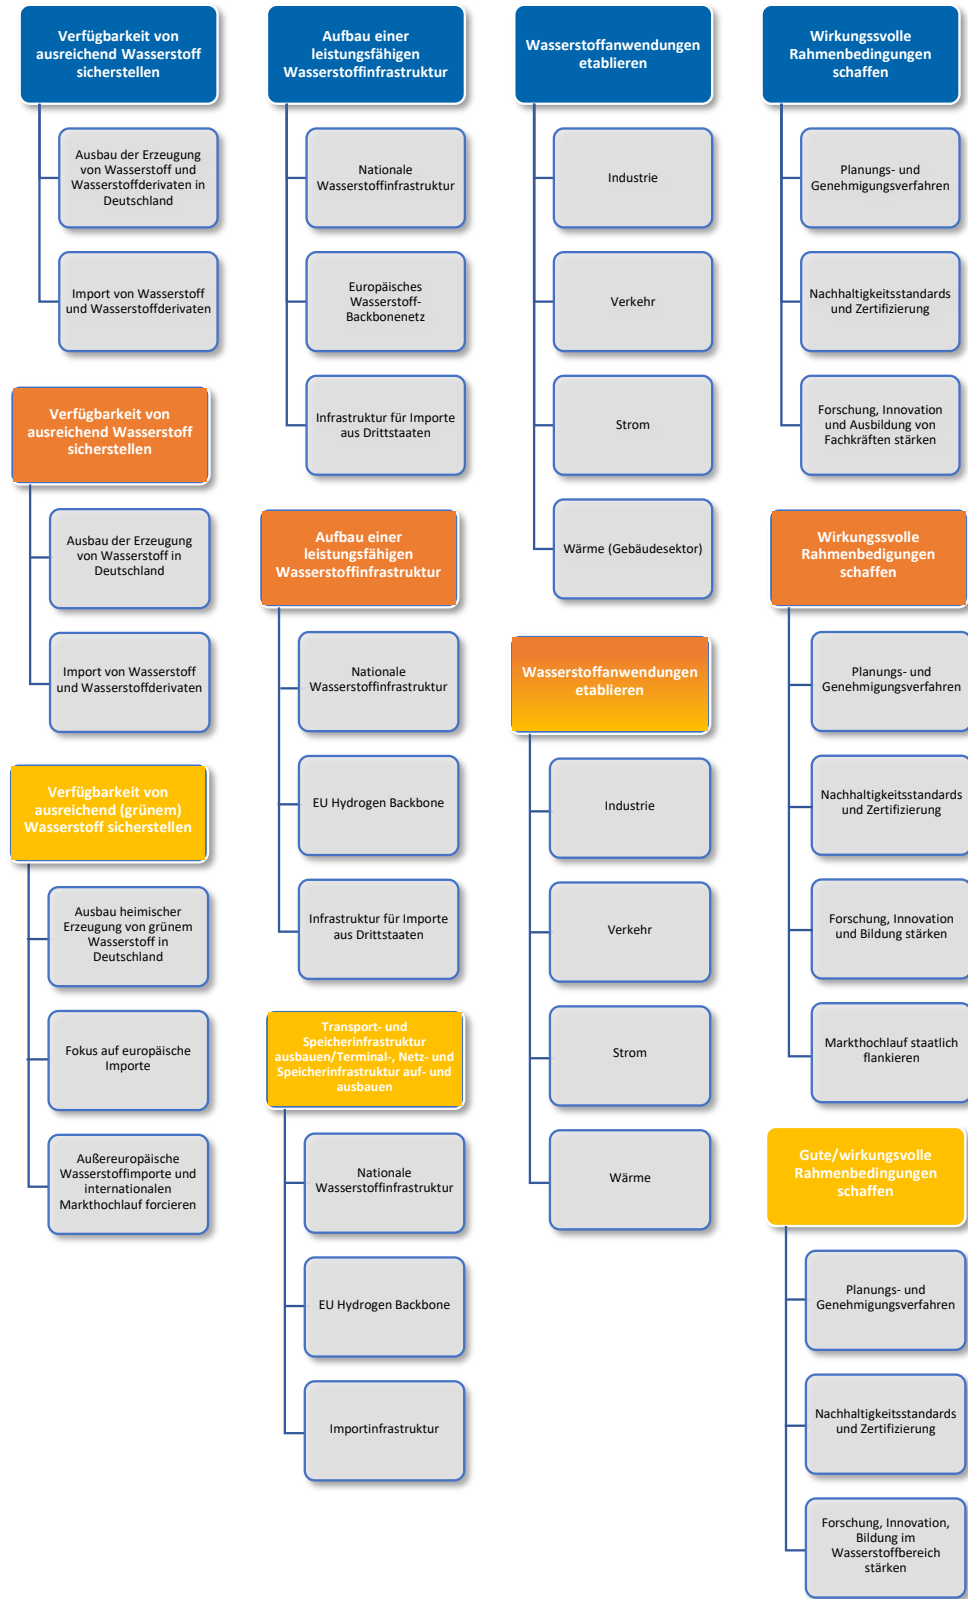 Verfügbarkeit von
ausreichend Wasserstoff
sicherstellen
Ausbau der Erzeugung
von Wasserstoff und
Wasserstoffderivaten in
Deutschland
Import von Wasserstoff
und Wasserstoffderivaten
Verfügbarkeit von
ausreichend Wasserstoff
sicherstellen
Ausbau der Erzeugung
von Wasserstoff in
Deutschland
Import von Wasserstoff
und Wasserstoffderivaten
Verfügbarkeit von
ausreichend (grünem)
Wasserstoff sicherstellen
Ausbau heimischer
Erzeugung von grünem
Wasserstoff in
Deutschland
Fokus auf europäische
Importe
Außereuropäische
Wasserstoffimporte und
internationalen
Markthochlauf forcieren
Aufbau einer
leistungsfähigen
Wasserstoffinfrastruktur
Nationale
Wasserstoffinfrastruktur
Europäisches
Wasserstoff-
Backbonenetz
Infrastruktur für Importe
aus Drittstaaten
Aufbau einer
leistungsfähigen
Wasserstoffinfrastruktur
Nationale
Wasserstoffinfrastruktur
EU Hydrogen Backbone
Infrastruktur für Importe
aus Drittstaaten
Transport- und
Speicherinfrastruktur
ausbauen/Terminal-, Netz- und
Speicherinfrastruktur auf- und
ausbauen
Nationale
Wasserstoffinfrastruktur
EU Hydrogen Backbone
Importinfrastruktur
Wasserstoffanwendungen
etablieren
Industrie
Verkehr
Strom
Wärme (Gebäudesektor)
Wasserstoffanwendungen
etablieren
Industrie
Verkehr
Strom
Wärme
Wirkungssvolle
Rahmenbedingungen
schaffen
Planungs- und
Genehmigungsverfahren
Nachhaltigkeitsstandards
und Zertifizierung
Forschung, Innovation
und Ausbildung von
Fachkräften stärken
Wirkungssvolle
Rahmenbedigungen
schaffen
Planungs- und
Genehmigungsverfahren
Nachhaltigkeitsstandards
und Zertifizierung
Forschung, Innovation
und Bildung stärken
Markthochlauf staatlich
flankieren
Gute/wirkungsvolle
Rahmenbedingungen
schaffen
Planungs- und
Genehmigungsverfahren
Nachhaltigkeitsstandards
und Zertifizierung
Forschung, Innovation,
Bildung im
Wasserstoffbereich
stärken